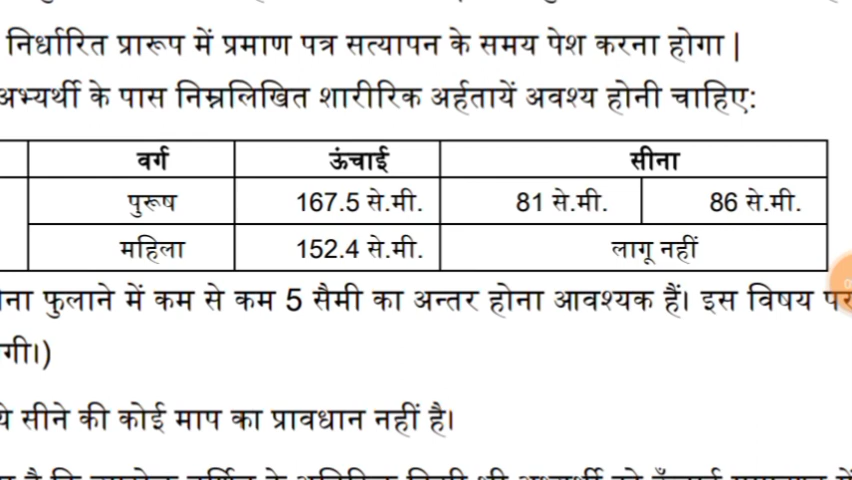 निर्धारित प्रारूप में प्रमाण पत्र सत्यापन के समय पेश करना होगा |
अभ्यर्थी के पास निम्नलिखित शारीरिक अर्हतायें अवश्य होनी चाहिए:
वर्ग ऊंचाई सीना
पुरूष 167.5 से.मी. 81 से.मी. 86 से.मी.
महिला 152.4 से.मी. लागू नहीं
फुलाने में कम से कम 5 सैमी का अन्तर होना आवश्यक हैं। इस विषय पर
गी।)
सीने की कोई माप का प्रावधान नहीं है।